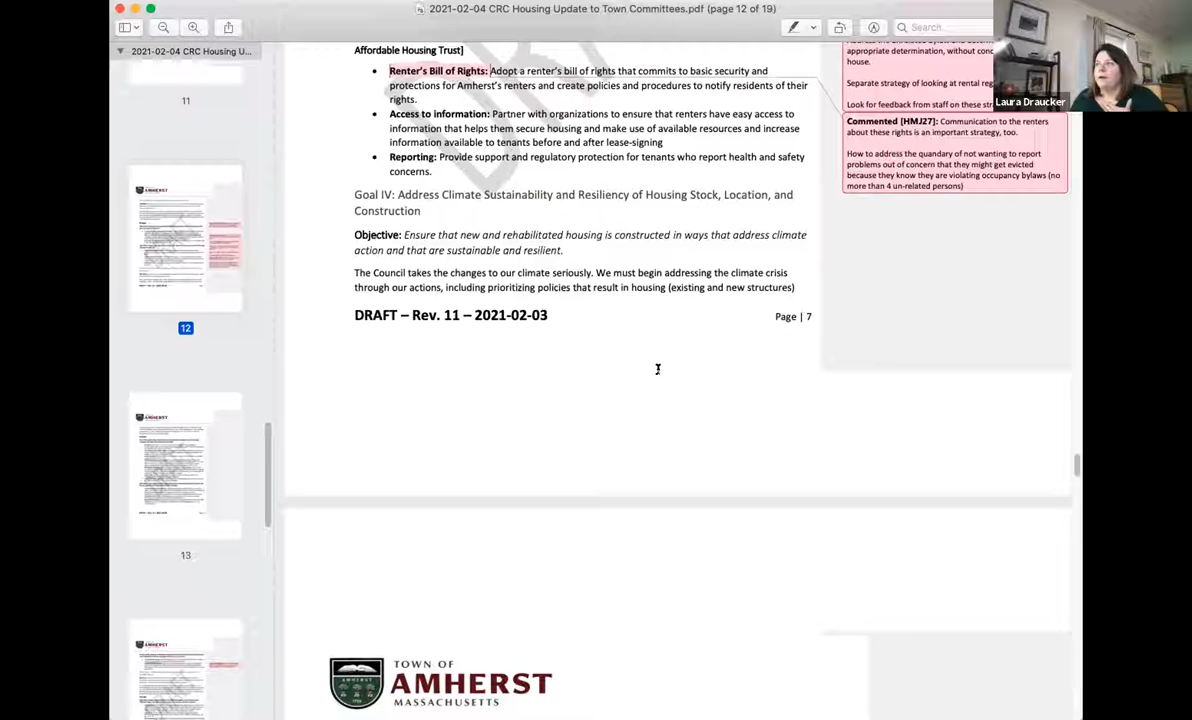 2021-02-04 CRC Housing Update to Town Committees.pdf (page 12 of 19)
Search
2021-02-04 CRC Housing U...
11
12
13
Affordable Housing Trust]
• Renter's Bill of Rights: Adopt a renter's bill of rights that commits to basic security and
protections for Amherst's renters and create policies and procedures to notify residents of their
rights.
• Access to information: Partner with organizations to ensure that renters have easy access to
information that helps them secure housing and make use of available resources and increase
information available to tenants before and after lease-signing
• Reporting: Provide support and regulatory protection for tenants who report health and safety
concerns.
Goal IV: Address Climate Sustainability and Resiliency of Housing Stock, Location, and
Construction
Objective: Ensure that new and rehabilitated housing is constructed in ways that address climate
action and that are sustainable and resilient.
The Council takes the changes to our climate seriously. We must begin addressing the climate crisis
through our actions, including prioritizing policies that result in housing (existing and new structures)
DRAFT – Rev. 11 – 2021-02-03
Page | 7
appropriate determination, without conc
house.
Separate strategy of looking at rental reg
Look for feedback from staff on these str
Commented [HMJ27]: Communication to the renters
about these rights is an important strategy, too.
How to address the quandary of not wanting to report
problems out of concern that they might get evicted
because they know they are violating occupancy bylaws (no
more than 4 un-related persons)
Laura Draucker
TOWN OF
AMHERST
MASSACHUSETTS